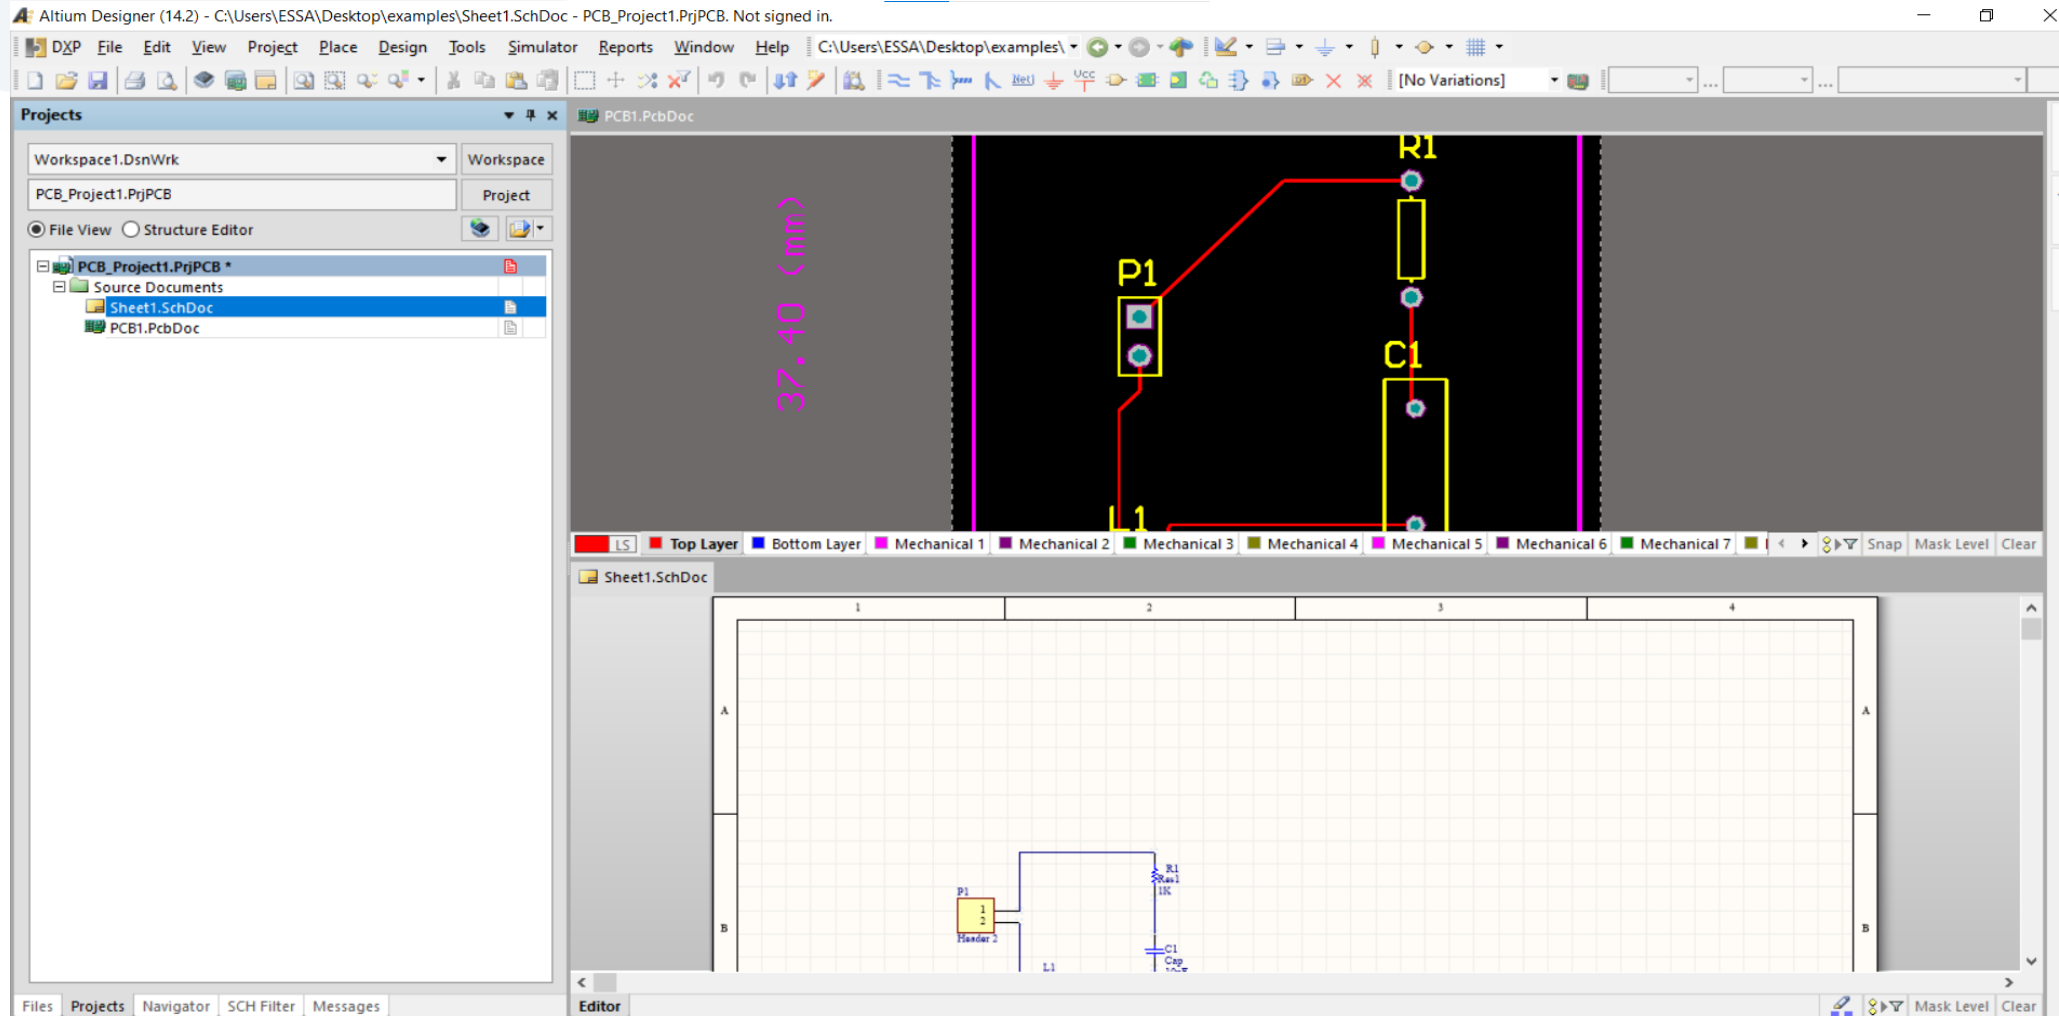 Altium Designer (14.2) - C:\Users\ESSA\Desktop\examples\Sheet1.SchDoc - PCB_Project1.PrjPCB. Not signed in.
DXP File Edit View Project Place Design Tools Simulator Reports Window Help C:\Users\ESSA\Desktop\examples\
Net VCC [No Variations] ... ...
Projects
Workspace1.DsnWrk Workspace
PCB_Project1.PrjPCB Project
File View Structure Editor
PCB_Project1.PrjPCB *
Source Documents
Sheet1.SchDoc
PCB1.PcbDoc
Files Projects Navigator SCH Filter Messages
PCB1.PcbDoc
37.40 (mm)
R1
P1
C1
L1
LS Top Layer Bottom Layer Mechanical 1 Mechanical 2 Mechanical 3 Mechanical 4 Mechanical 5 Mechanical 6 Mechanical 7 Snap Mask Level Clear
Sheet1.SchDoc
1 2 3 4
A A
R1
Res1
1K
P1
1
2
Header 2
B B
C1
Cap
L1
Editor Mask Level Clear